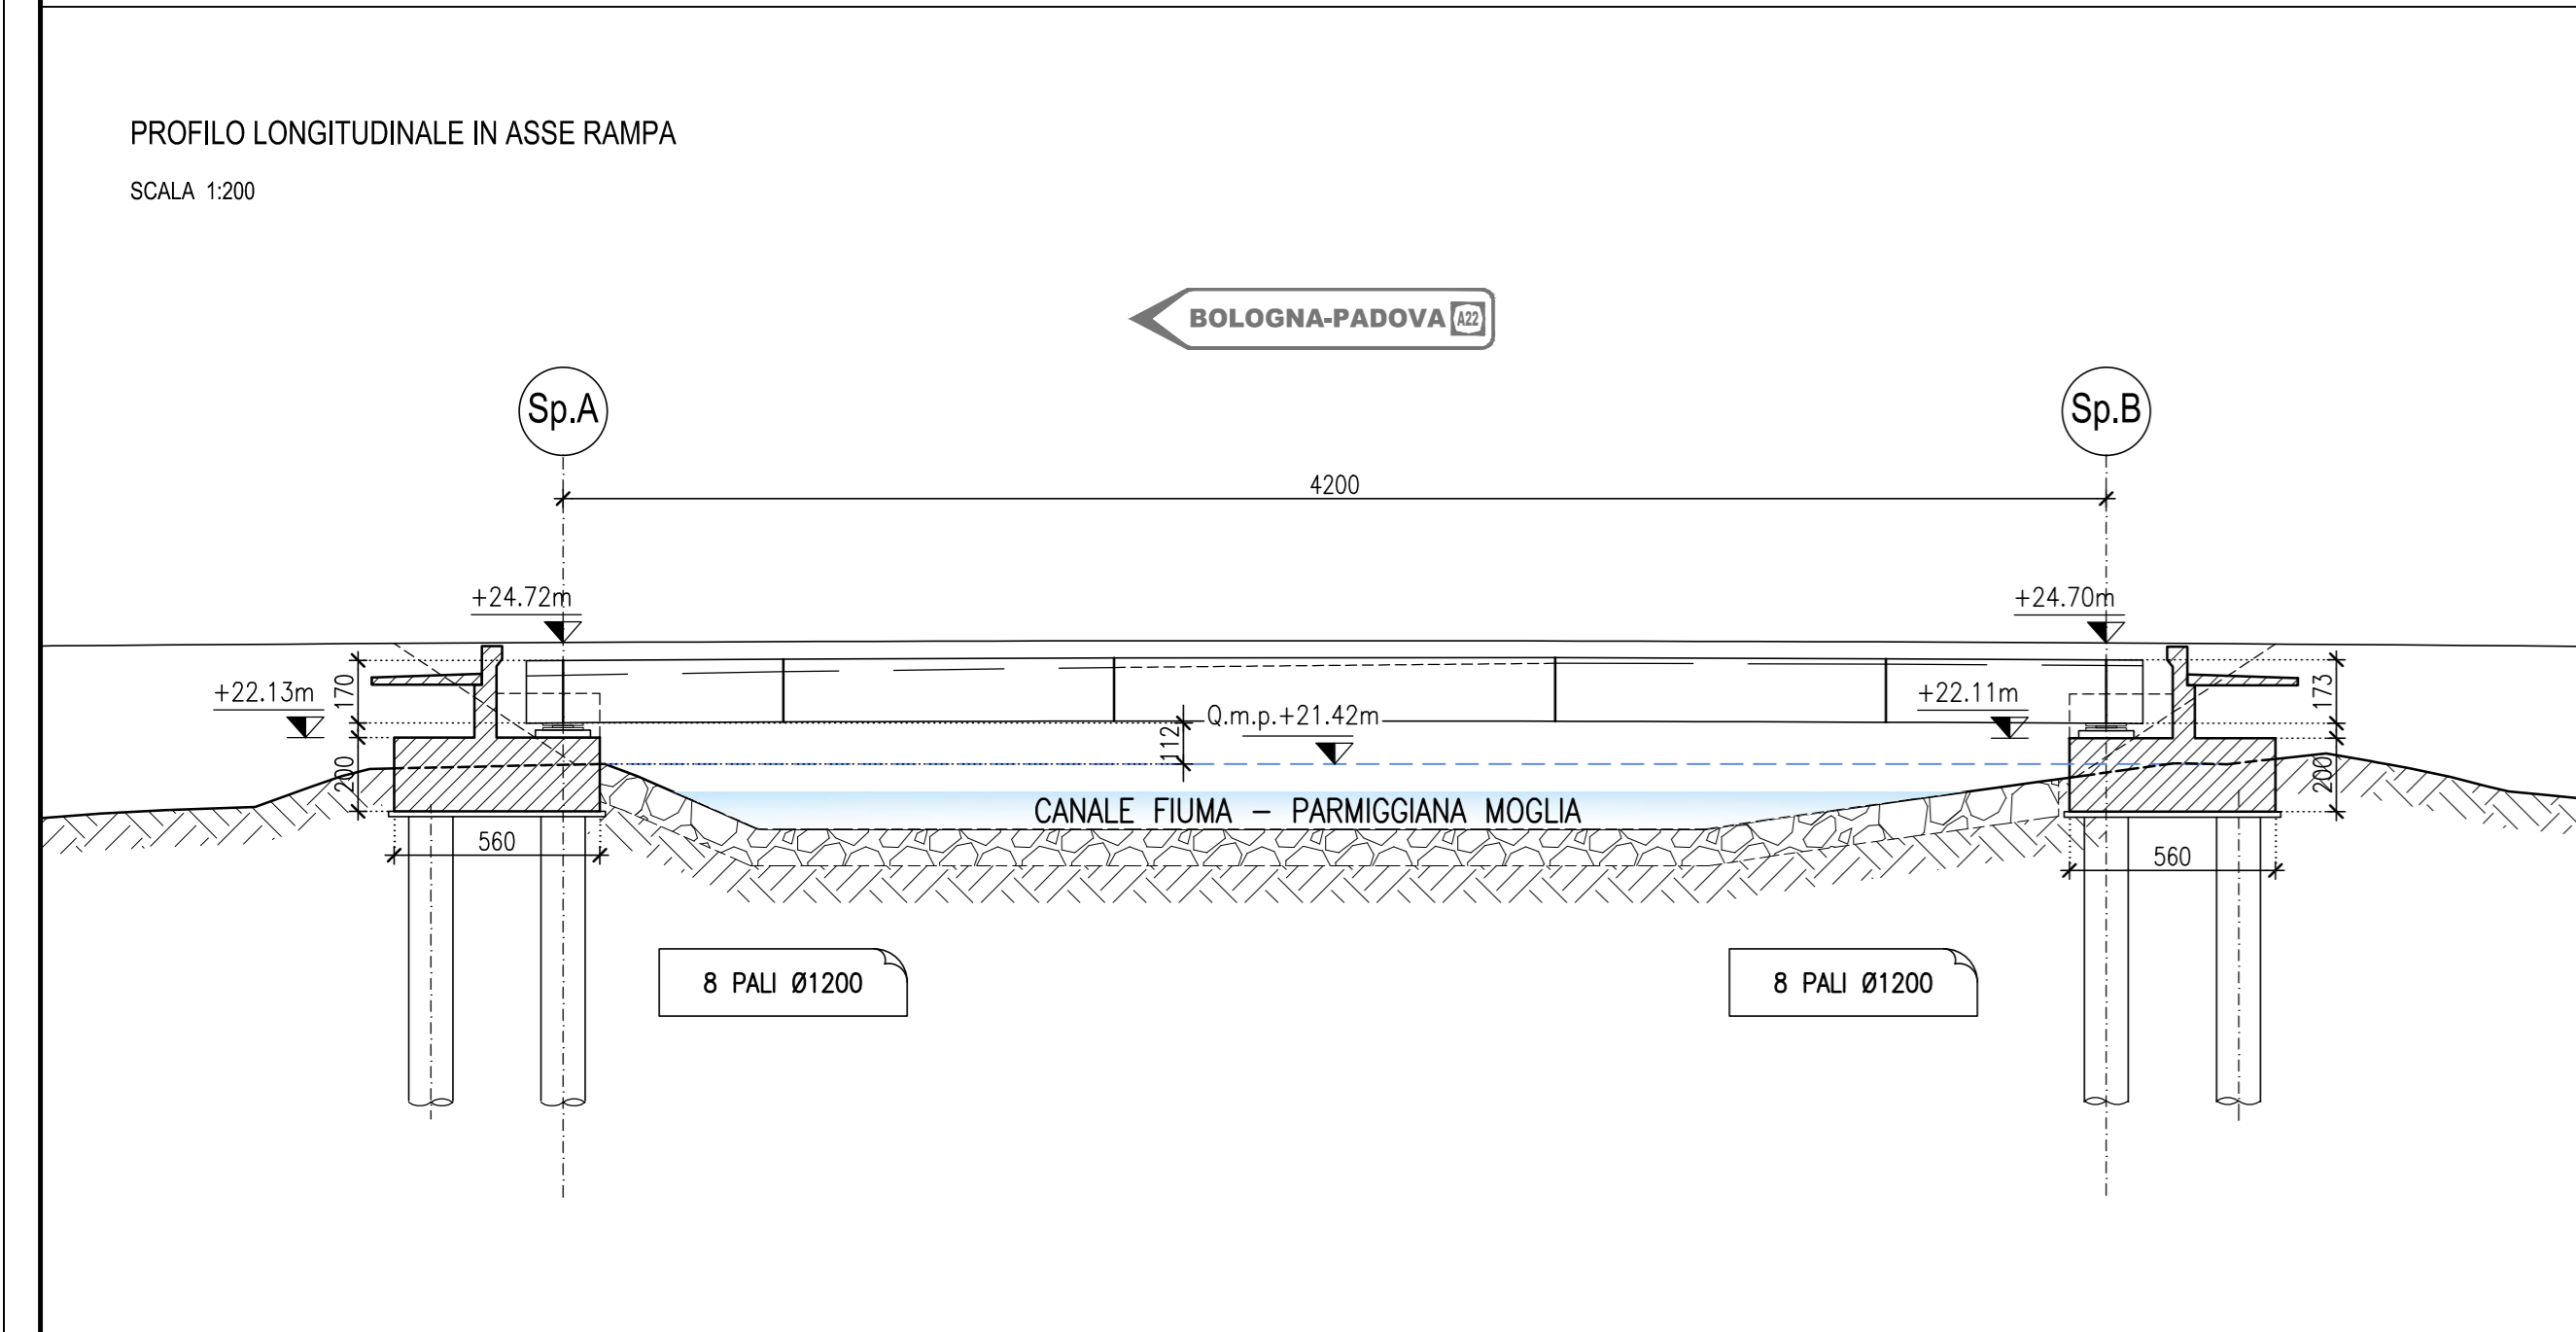 PROFILO LONGITUDINALE IN ASSE RAMPA
SCALA 1:200
BOLOGNA-PADOVA A22
Sp.A
Sp.B
4200
+24.72m
+24.70m
+22.13m
170
+22.11m
173
Q.m.p.+21.42m
112
200
200
CANALE FIUMA – PARMIGGIANA MOGLIA
560
560
8 PALI Ø1200
8 PALI Ø1200